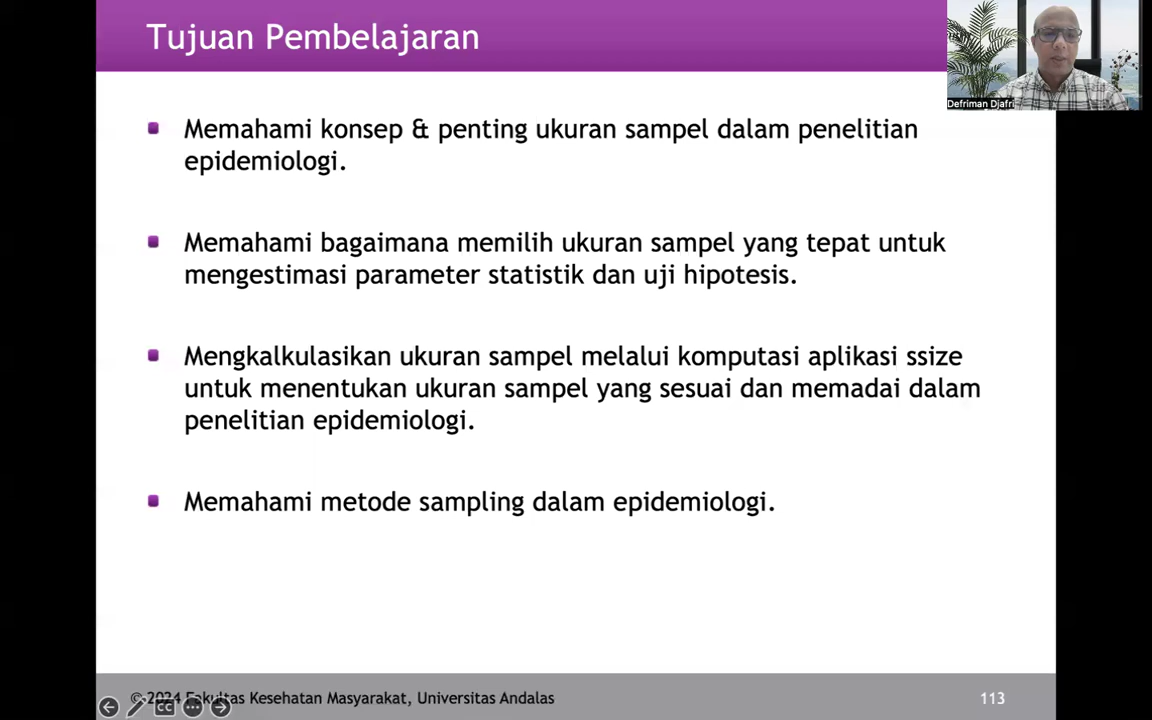 Tujuan Pembelajaran
Defriman Djafri
Memahami konsep & penting ukuran sampel dalam penelitian
epidemiologi.
Memahami bagaimana memilih ukuran sampel yang tepat untuk
mengestimasi parameter statistik dan uji hipotesis.
Mengkalkulasikan ukuran sampel melalui komputasi aplikasi ssize
untuk menentukan ukuran sampel yang sesuai dan memadai dalam
penelitian epidemiologi.
Memahami metode sampling dalam epidemiologi.
©2024 Fakultas Kesehatan Masyarakat, Universitas Andalas
113
CC